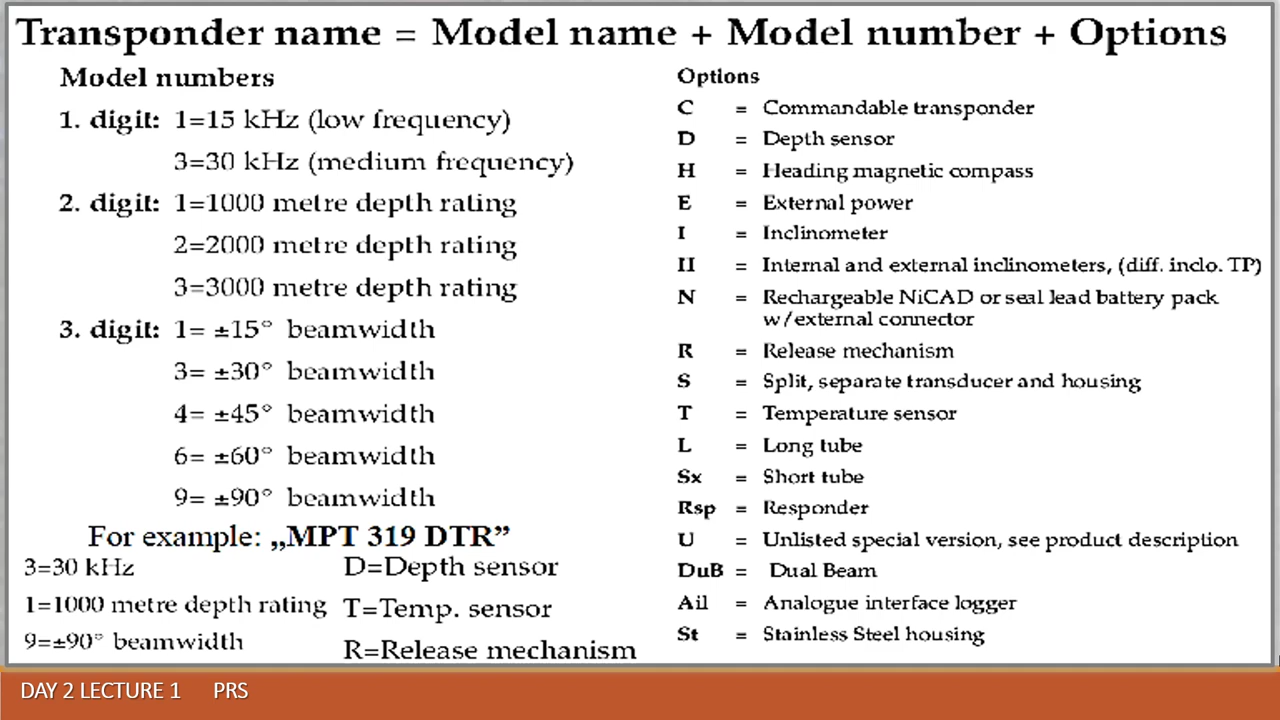 Transponder name = Model name + Model number + Options
Model numbers
1. digit: 1=15 kHz (low frequency)
3=30 kHz (medium frequency)
2. digit: 1=1000 metre depth rating
2=2000 metre depth rating
3=3000 metre depth rating
3. digit: 1= ±15° beamwidth
3= ±30° beamwidth
4= ±45° beamwidth
6= ±60° beamwidth
9= ±90° beamwidth
For example: „MPT 319 DTR”
3=30 kHz
1=1000 metre depth rating
9=±90° beamwidth
D=Depth sensor
T=Temp. sensor
R=Release mechanism
Options
C = Commandable transponder
D = Depth sensor
H = Heading magnetic compass
E = External power
I = Inclinometer
II = Internal and external inclinometers, (diff. inclo. TP)
N = Rechargeable NiCAD or seal lead battery pack
w/external connector
R = Release mechanism
S = Split, separate transducer and housing
T = Temperature sensor
L = Long tube
Sx = Short tube
Rsp = Responder
U = Unlisted special version, see product description
DuB = Dual Beam
Ail = Analogue interface logger
St = Stainless Steel housing
DAY 2 LECTURE 1 PRS